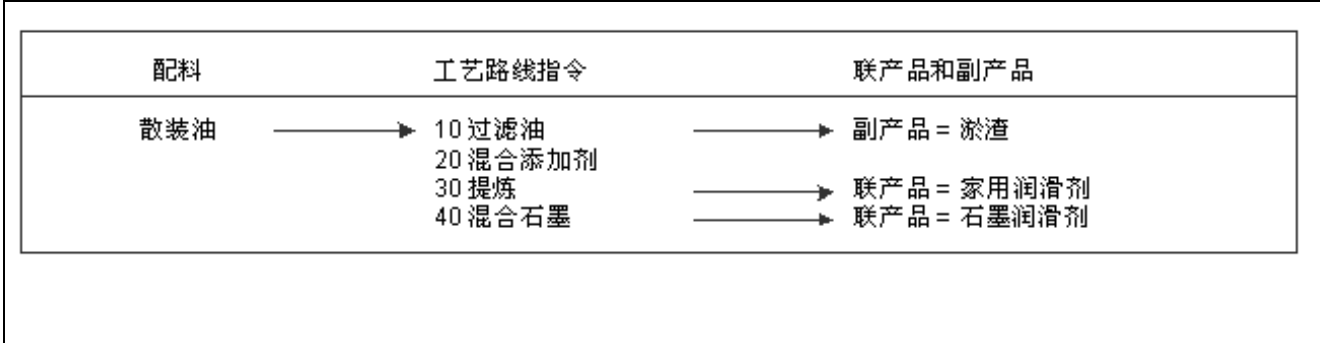 配料 工艺路线指令 联产品和副产品
散装油 10 过滤油 副产品 = 淤渣
20 混合添加剂
30 提炼 联产品 = 家用润滑剂
40 混合石墨 联产品 = 石墨润滑剂